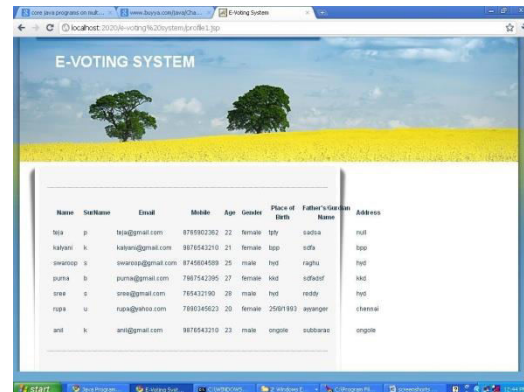 core java programs on mult...
www.buyya.com/java/Cha...
E-Voting System
localhost:2020/e-voting%20system/profile1.jsp
E-VOTING SYSTEM
Name SurName Email Mobile Age Gender Place of Birth Father's/Gurdian Name Address
teja p teja@gmail.com 8765902362 22 female tpty sadsa null
kalyani k kalyani@gmail.com 9876543210 21 female bpp sdfa bpp
swaroop s swaroop@gmail.com 8745604589 25 male hyd raghu hyd
purna b purna@gmail.com 7987542395 27 female kkd sdfadsf kkd
sree s sree@gmail.com 765432190 28 male hyd reddy hyd
rupa u rupa@yahoo.com 7890345623 20 female 25/8/1993 ayyanger chennai
anil k anil@gmail.com 9876543210 23 male ongole subbarao ongole
start
Java Program...
E-Voting Syst...
C:\WINDOWS...
2 Windows E...
C:\Program Fil...
screenshots...
12:44 PM